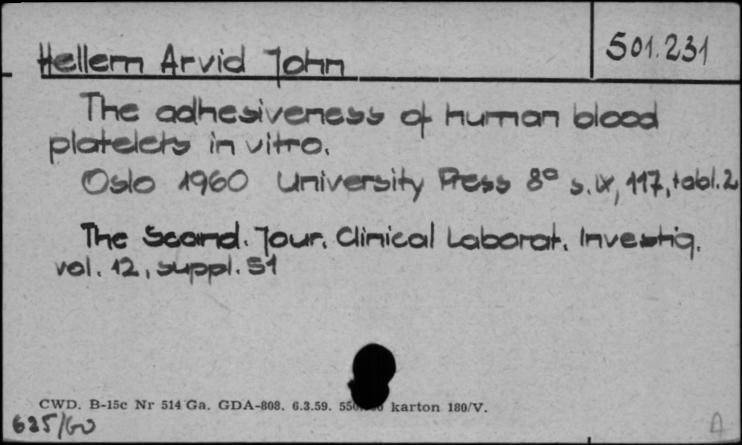 Hellem Arvid John
501.231
The adhesiveness of human blood
platelets in vitro.
Oslo 1960 University Press 8° s. IX, 117, tabl. 2
The Scand. Jour. Clinical Laborat. Investig.
vol. 12, suppl. 51
CWD. B-15c Nr 514 Ga. GDA-808. 6.3.59. karton 180/V.
625/60
A